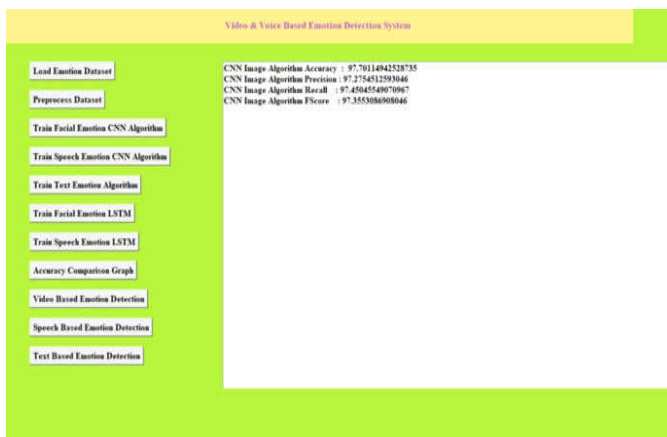 Video & Voice Based Emotion Detection System
Load Emotion Dataset
Preprocess Dataset
Train Facial Emotion CNN Algorithm
Train Speech Emotion CNN Algorithm
Train Text Emotion Algorithm
Train Facial Emotion LSTM
Train Speech Emotion LSTM
Accuracy Comparison Graph
Video Based Emotion Detection
Speech Based Emotion Detection
Text Based Emotion Detection
CNN Image Algorithm Accuracy : 97.70114942528735
CNN Image Algorithm Precision : 97.2754512593046
CNN Image Algorithm Recall : 97.45045549070967
CNN Image Algorithm FScore : 97.3553086908046